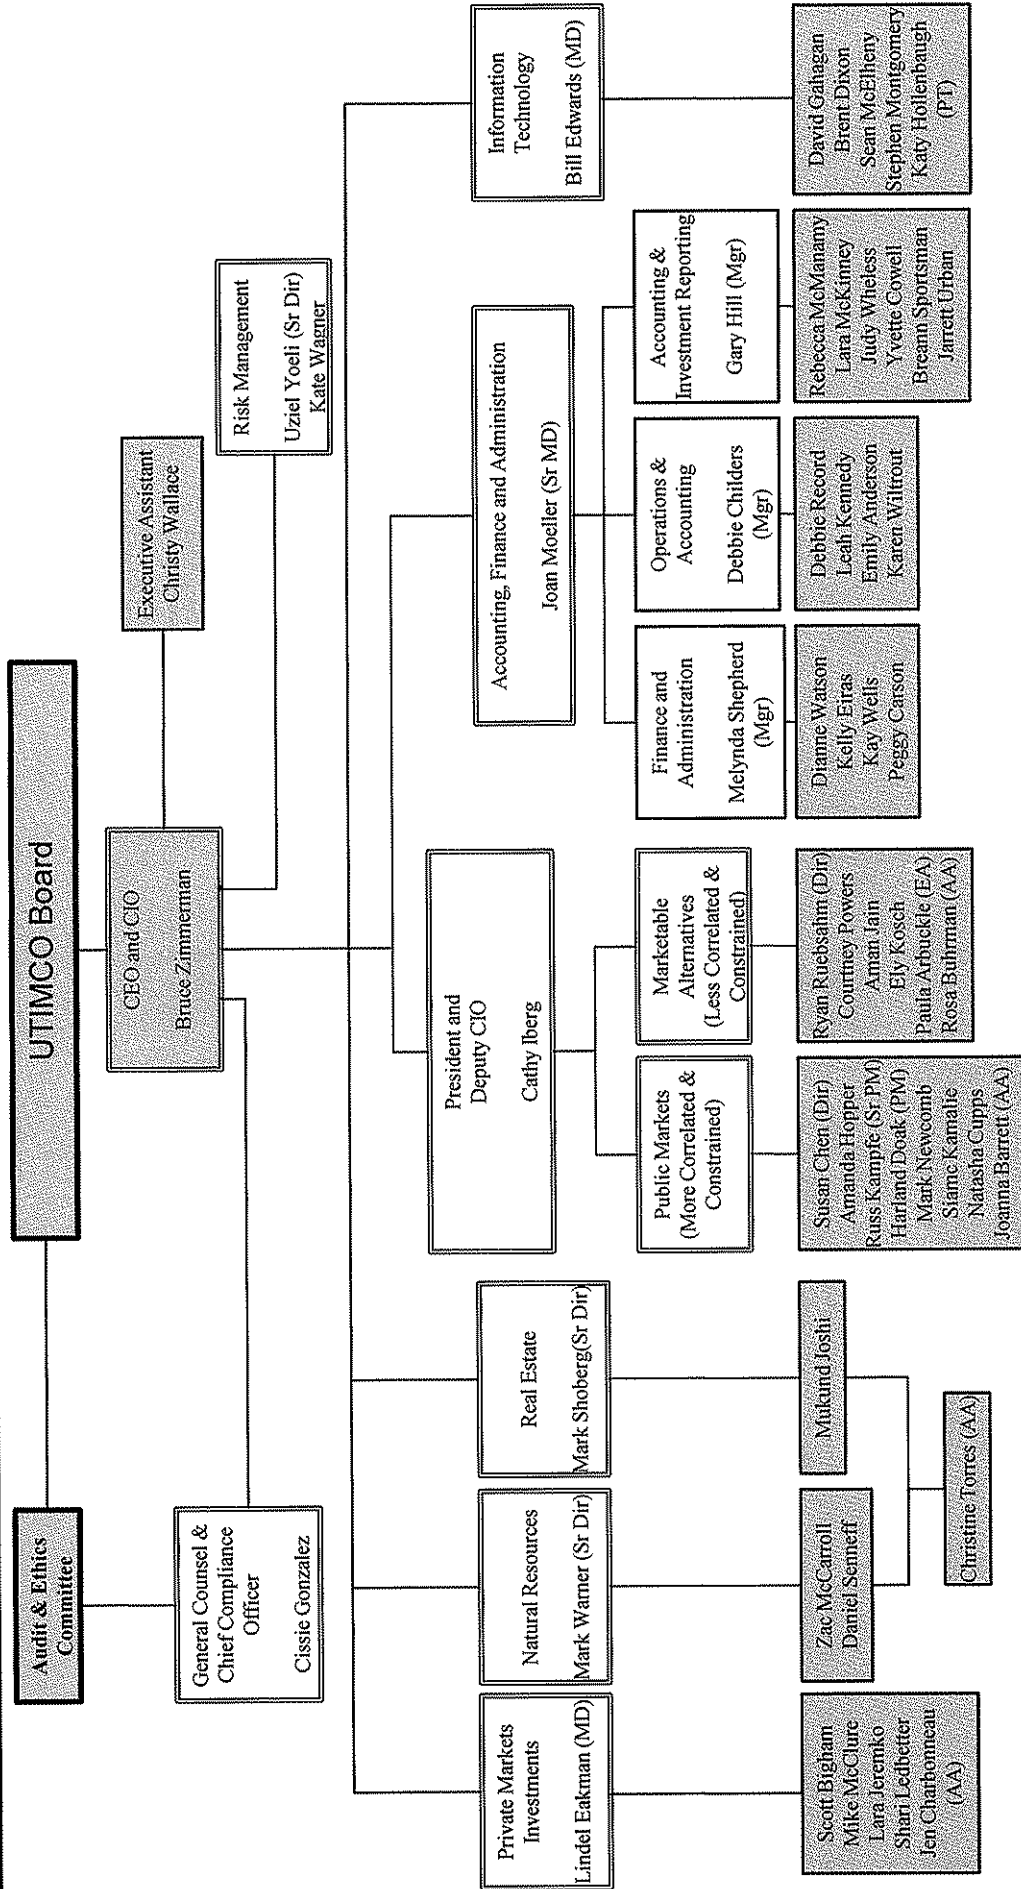 UTIMCO Board
Audit & Ethics
Committee
CEO and CIO
Bruce Zimmerman
Executive Assistant
Christy Wallace
General Counsel &
Chief Compliance
Officer
Cissie Gonzalez
Risk Management
Uziel Yoeli (Sr Dir)
Kate Wagner
Private Markets
Investments
Lindel Eakman (MD)
Natural Resources
Mark Warner (Sr Dir)
Real Estate
Mark Shoberg(Sr Dir)
President and
Deputy CIO
Cathy Iberg
Accounting, Finance and Administration
Joan Moeller (Sr MD)
Information
Technology
Bill Edwards (MD)
Public Markets
(More Correlated &
Constrained)
Marketable
Alternatives
(Less Correlated &
Constrained)
Finance and
Administration
Melynda Shepherd
(Mgr)
Operations &
Accounting
Debbie Childers
(Mgr)
Accounting &
Investment Reporting
Gary Hill (Mgr)
Scott Bigham
Mike McClure
Lara Jeremko
Shari Ledbetter
Jen Charbonneau
(AA)
Zac McCarroll
Daniel Senneff
Mukund Joshi
Christine Torres (AA)
Susan Chen (Dir)
Amanda Hopper
Russ Kampfe (Sr PM)
Harland Doak (PM)
Mark Newcomb
Kamalie
Natasha Cupps
Joanna Barrett (AA)
Ryan Ruebsahm (Dir)
Courtney Powers
Aman Jain
Ely Kosch
Paula Arbuckle (EA)
Rosa Buhrman (AA)
Dianne Watson
Kelly Eiras
Kay Wells
Peggy Carson
Debbie Record
Leah Kennedy
Emily Anderson
Karen Wiltrout
Rebecca McManamy
Lara McKinney
Judy Wheless
Yvette Cowell
Breann Sportsman
Jarrett Urban
David Gahagan
Brent Dixon
Sean McElheny
Stephen Montgomery
Katy Hollenbaugh
(PT)